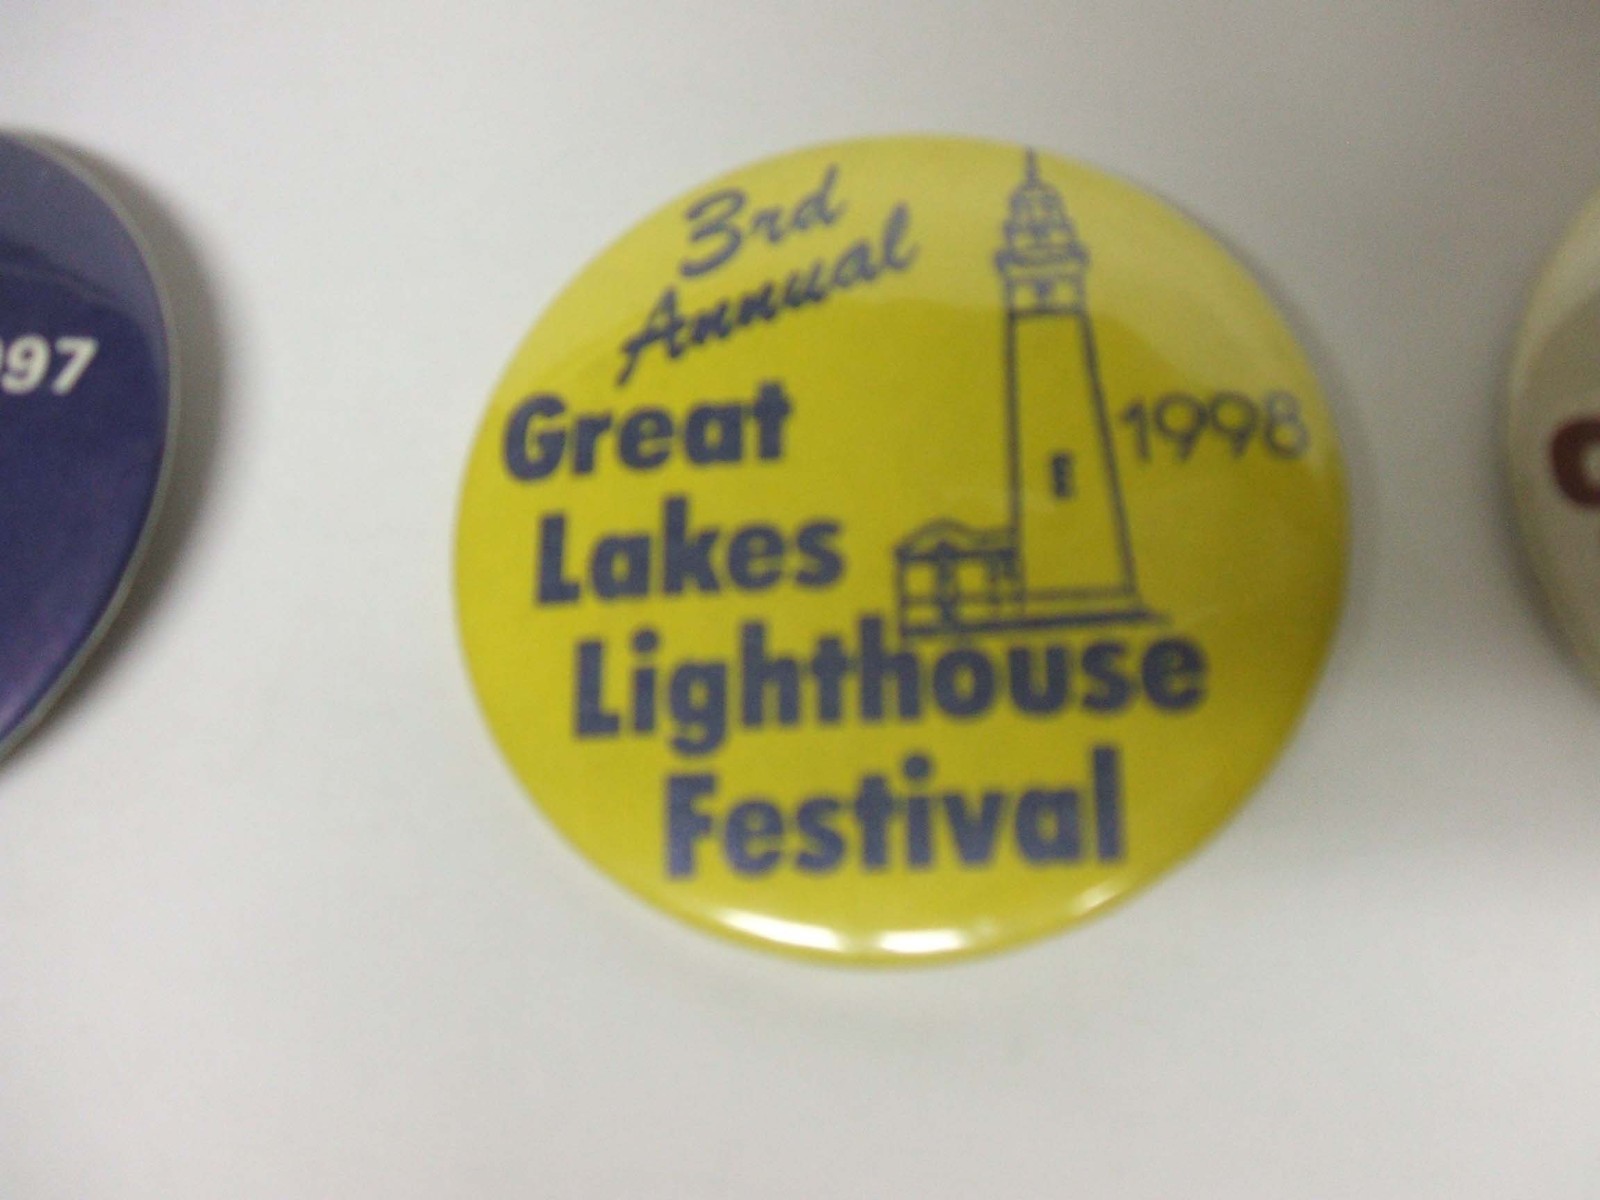 3rd
Annual
Great
Lakes
Lighthouse
Festival
1998
97